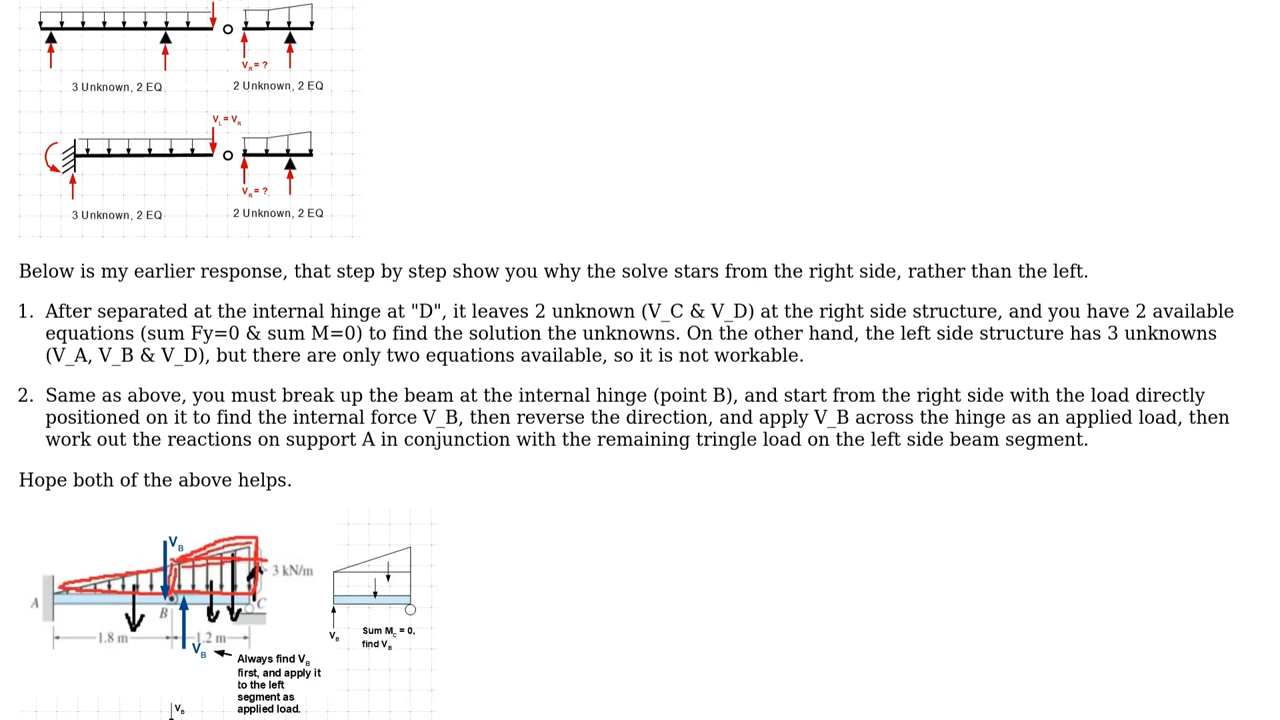 V_R = ?
3 Unknown, 2 EQ
2 Unknown, 2 EQ
V_L = V_R
V_R = ?
3 Unknown, 2 EQ
2 Unknown, 2 EQ
Below is my earlier response, that step by step show you why the solve stars from the right side, rather than the left.
1. After separated at the internal hinge at "D", it leaves 2 unknown (V_C & V_D) at the right side structure, and you have 2 available
equations (sum Fy=0 & sum M=0) to find the solution the unknowns. On the other hand, the left side structure has 3 unknowns
(V_A, V_B & V_D), but there are only two equations available, so it is not workable.
2. Same as above, you must break up the beam at the internal hinge (point B), and start from the right side with the load directly
positioned on it to find the internal force V_B, then reverse the direction, and apply V_B across the hinge as an applied load, then
work out the reactions on support A in conjunction with the remaining tringle load on the left side beam segment.
Hope both of the above helps.
V_B
3 kN/m
A
B
C
1.8 m
1.2 m
V_B
V_B
Sum M_C = 0,
find V_B
Always find V_B
first, and apply it
to the left
segment as
applied load.
V_B